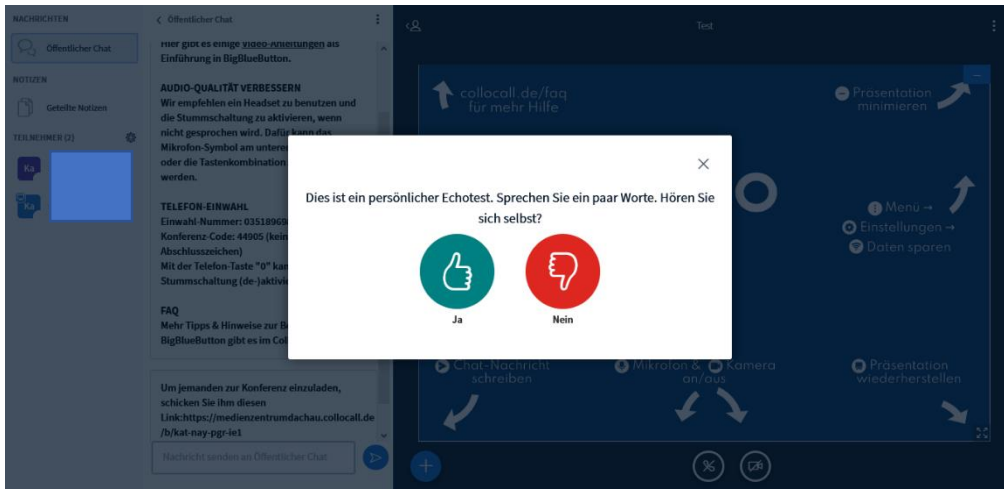 NACHRICHTEN
Öffentlicher Chat
NOTIZEN
Geteilte Notizen
TEILNEHMER (2)
Ka
Ka
Öffentlicher Chat
Hier gibt es einige Video-Anleitungen als
Einführung in BigBlueButton.
AUDIO-QUALITÄT VERBESSERN
Wir empfehlen ein Headset zu benutzen und
die Stummschaltung zu aktivieren, wenn
nicht gesprochen wird. Dafür kann das
Mikrofon-Symbol am unteren
oder die Tastenkombination
werden.
TELEFON-EINWAHL
Einwahl-Nummer:
Konferenz-Code: 44905 (kein
Abschlusszeichen)
Mit der Telefon-Taste "0" kan
Stummschaltung (de-)aktivie
FAQ
Mehr Tipps & Hinweise zur B
BigBlueButton gibt es im Col
Um jemanden zur Konferenz einzuladen,
schicken Sie ihm diesen
Link:https://medienzentrumdachau.collocall.de
/b/kat-nay-pgr-ie1
Nachricht senden an Öffentlicher Chat
Test
collocall.de/faq
für mehr Hilfe
Präsentation
minimieren
Menü →
Einstellungen →
Daten sparen
Dies ist ein persönlicher Echotest. Sprechen Sie ein paar Worte. Hören Sie
sich selbst?
Ja
Nein
Chat-Nachricht
schreiben
Mikrofon & Kamera
an/aus
Präsentation
wiederherstellen